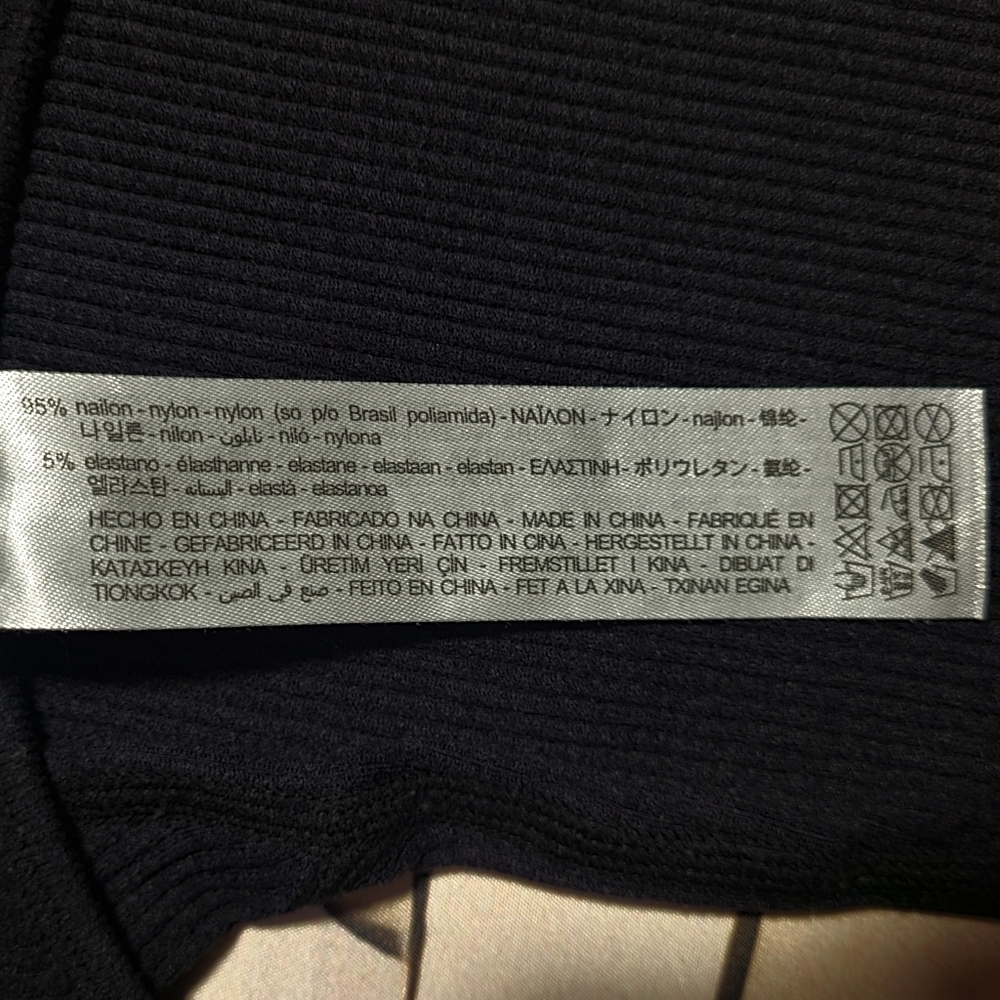 95% nailon - nylon - nylon (so p/o Brasil poliamida) - ΝΑΪΛΟΝ - ナイロン - najlon - 锦纶 -
나일론 - nilon - نايلون - niló - nylona
5% elastano - élasthanne - elastane - elastaan - elastan - ΕΛΑΣΤΙΝΗ - ポリウレタン - 氨纶 -
엘라스탄 - اليستانه - elastà - elastanoa
HECHO EN CHINA - FABRICADO NA CHINA - MADE IN CHINA - FABRIQUÉ EN
CHINE - GEFABRICEERD IN CHINA - FATTO IN CINA - HERGESTELLT IN CHINA -
ΚΑΤΑΣΚΕΥΗ ΚΙΝΑ - ÜRETİM YERİ ÇİN - FREMSTILLET I KINA - DIBUAT DI
TIONGKOK - صنع في الصين - FEITO EN CHINA - FET A LA XINA - TXINAN EGINA